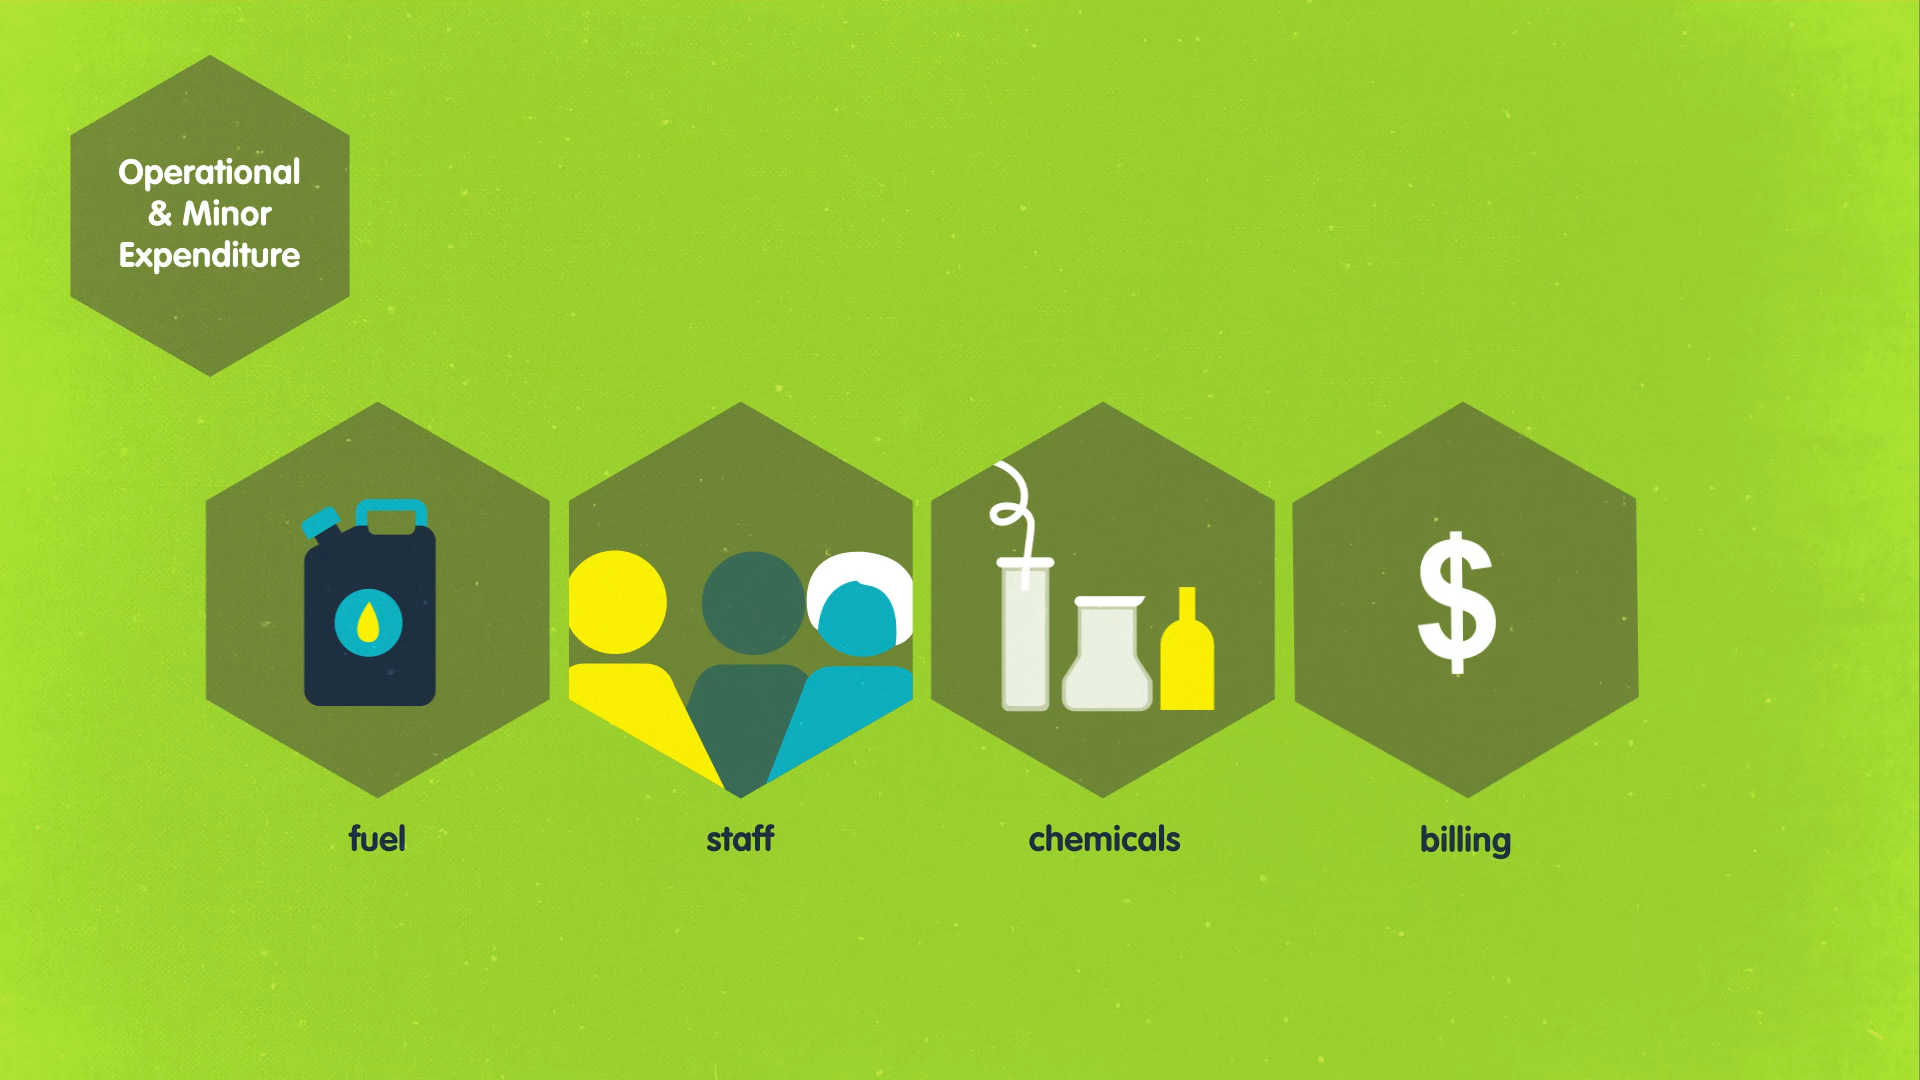 Operational
& Minor
Expenditure
$
fuel
staff
chemicals
billing